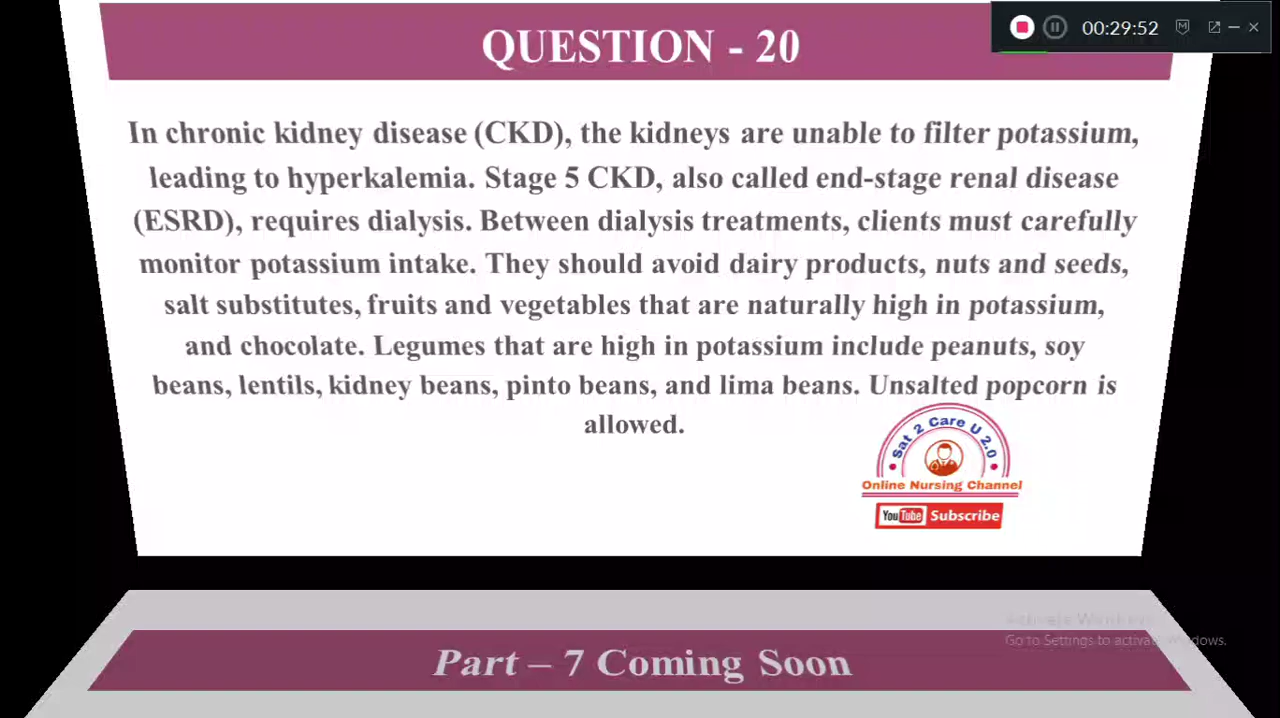 00:29:52
QUESTION - 20
In chronic kidney disease (CKD), the kidneys are unable to filter potassium,
leading to hyperkalemia. Stage 5 CKD, also called end-stage renal disease
(ESRD), requires dialysis. Between dialysis treatments, clients must carefully
monitor potassium intake. They should avoid dairy products, nuts and seeds,
salt substitutes, fruits and vegetables that are naturally high in potassium,
and chocolate. Legumes that are high in potassium include peanuts, soy
beans, lentils, kidney beans, pinto beans, and lima beans. Unsalted popcorn is
allowed.
Sat 2 Care U 2.0
Online Nursing Channel
YouTube Subscribe
Activate Windows
Go to Settings to activate Windows.
Part – 7 Coming Soon